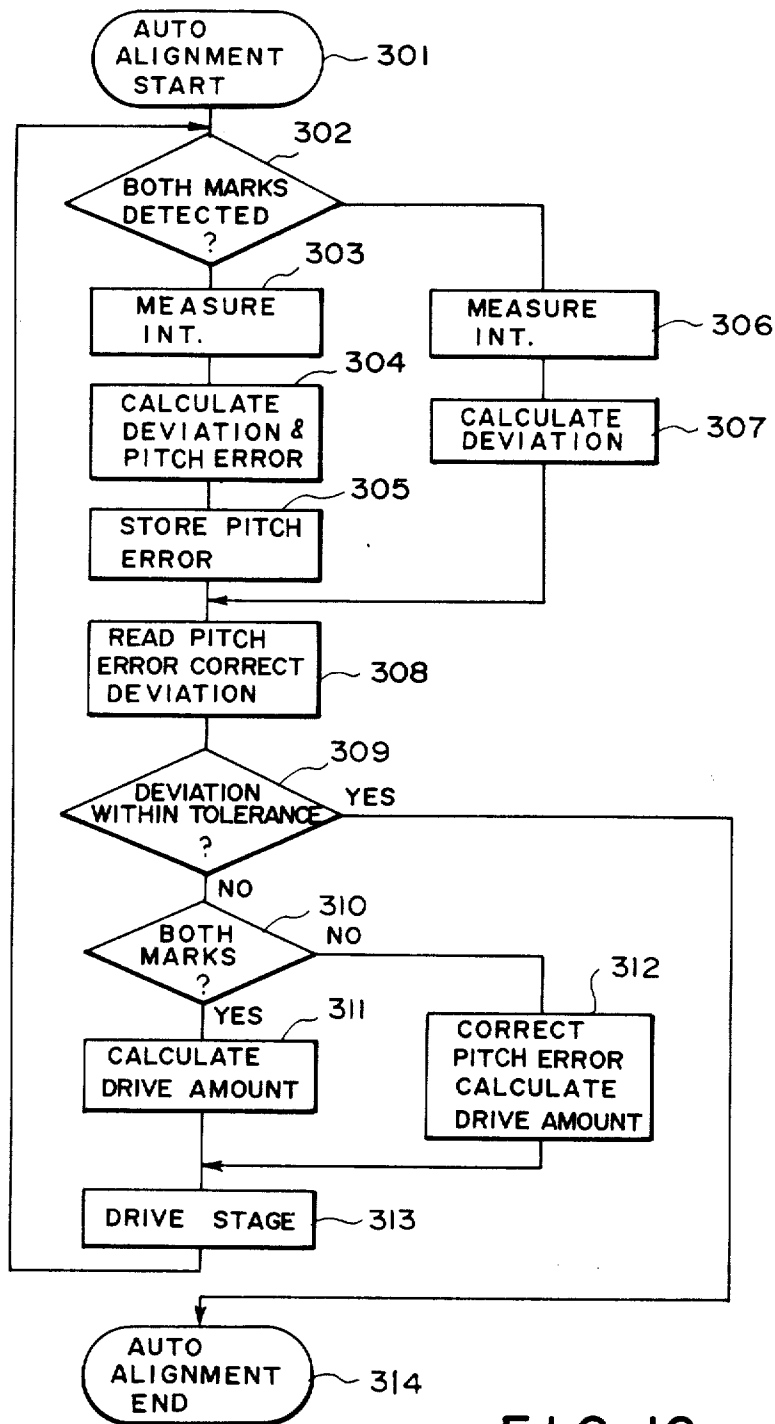 AUTO
ALIGNMENT
START
301
302
BOTH MARKS
DETECTED
?
303
MEASURE
INT.
MEASURE
INT.
306
304
CALCULATE
DEVIATION &
PITCH ERROR
CALCULATE
DEVIATION
307
305
STORE PITCH
ERROR
READ PITCH
ERROR CORRECT
DEVIATION
308
309
DEVIATION
WITHIN TOLERANCE
?
YES
NO
310
BOTH
MARKS
?
NO
YES
311
CALCULATE
DRIVE AMOUNT
312
CORRECT
PITCH ERROR
CALCULATE
DRIVE AMOUNT
DRIVE STAGE
313
AUTO
ALIGNMENT
END
314